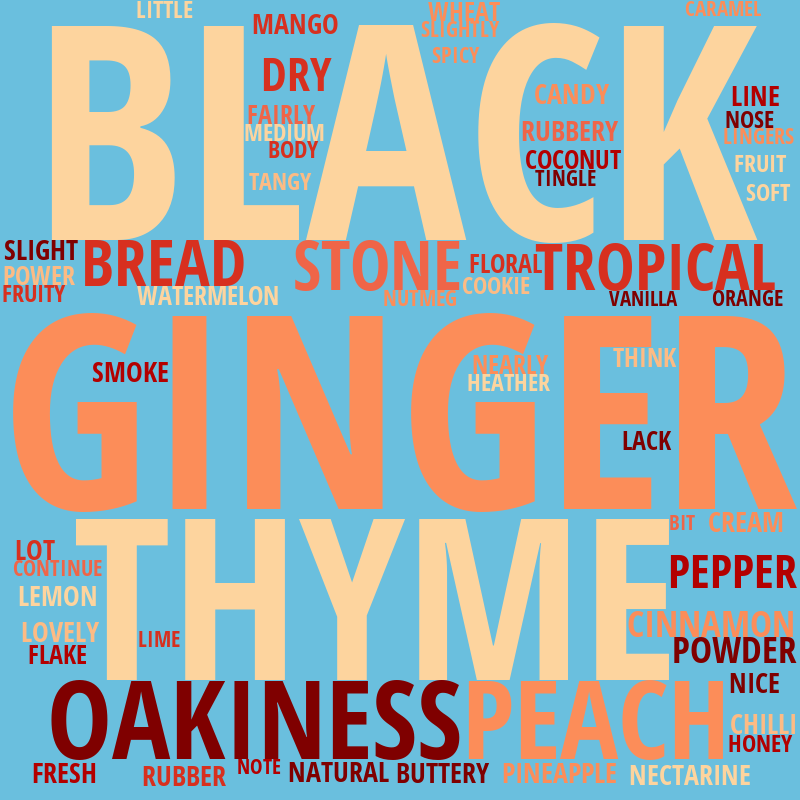 LITTLE
MANGO
WHEAT
SLIGHTLY
SPICY
CARAMEL
BLACK
DRY
FAIRLY
MEDIUM
BODY
TANGY
CANDY
RUBBERY
COCONUT
TINGLE
LINE
NOSE
LINGERS
FRUIT
SOFT
SLIGHT
POWER
FRUITY
BREAD
WATERMELON
STONE
NUTMEG
FLORAL
COOKIE
TROPICAL
VANILLA
ORANGE
GINGER
SMOKE
NEARLY
HEATHER
THINK
LACK
THYME
BIT
CREAM
LOT
CONTINUE
LEMON
LOVELY
FLAKE
LIME
PEPPER
CINNAMON
POWDER
NICE
OAKINESS
PEACH
CHILLI
HONEY
FRESH
RUBBER
NOTE
NATURAL
BUTTERY
PINEAPPLE
NECTARINE